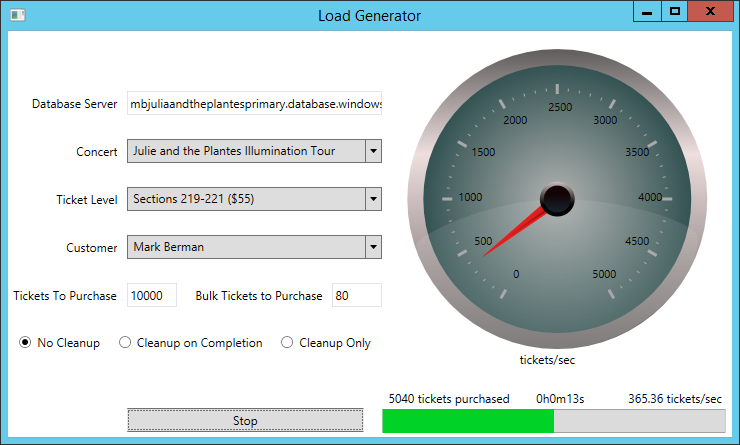 Load Generator
Database Server
mbjuliaandtheplantesprimary.database.windows
Concert
Julie and the Plantes Illumination Tour
Ticket Level
Sections 219-221 ($55)
Customer
Mark Berman
Tickets To Purchase
10000
Bulk Tickets to Purchase
80
No Cleanup
Cleanup on Completion
Cleanup Only
Stop
0
500
1000
1500
2000
2500
3000
3500
4000
4500
5000
tickets/sec
5040 tickets purchased
0h0m13s
365.36 tickets/sec